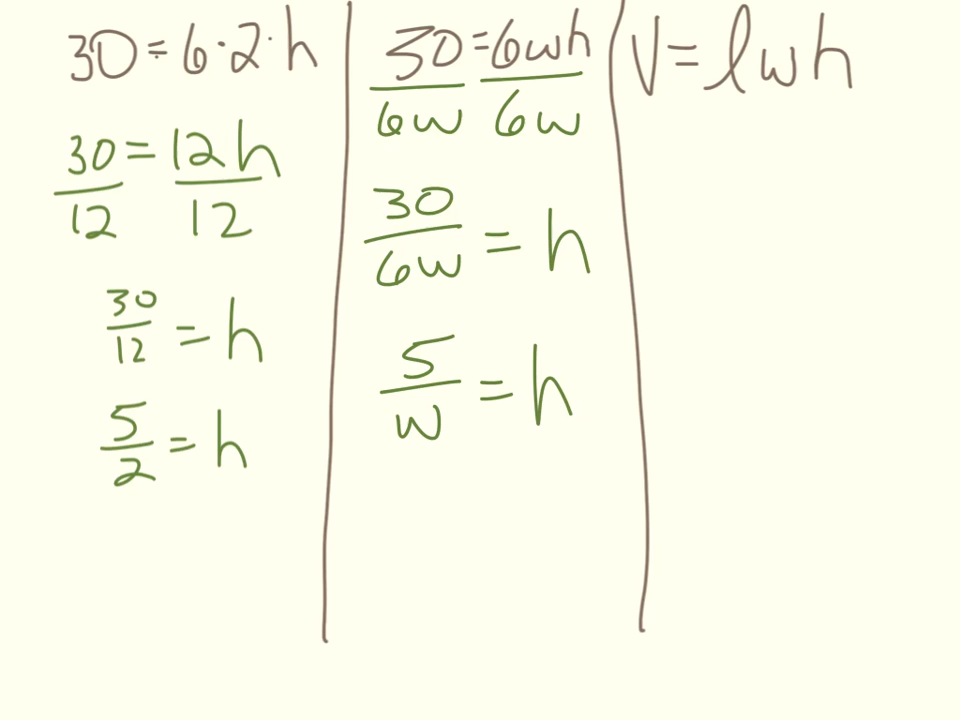 30 = 6 · 2 · h
30/12 = 12h/12
30/12 = h
5/2 = h
30/6w = 6wh/6w
30/6w = h
5/w = h
V = lwh